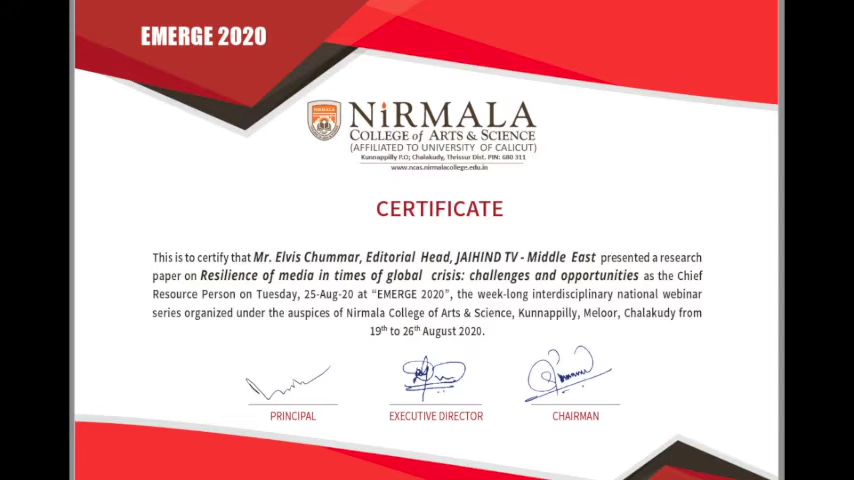 EMERGE 2020
NIRMALA
NiRMALA
COLLEGE of ARTS & SCIENCE
(AFFILIATED TO UNIVERSITY OF CALICUT)
Kunnappilly P.O; Chalakudy, Thrissur Dist. PIN: 680 311
www.ncas.nirmalacollege.edu.in
CERTIFICATE
This is to certify that Mr. Elvis Chummar, Editorial Head, JAIHIND TV - Middle East presented a research
paper on Resilience of media in times of global crisis: challenges and opportunities as the Chief
Resource Person on Tuesday, 25-Aug-20 at “EMERGE 2020”, the week-long interdisciplinary national webinar
series organized under the auspices of Nirmala College of Arts & Science, Kunnappilly, Meloor, Chalakudy from
19th to 26th August 2020.
PRINCIPAL EXECUTIVE DIRECTOR CHAIRMAN